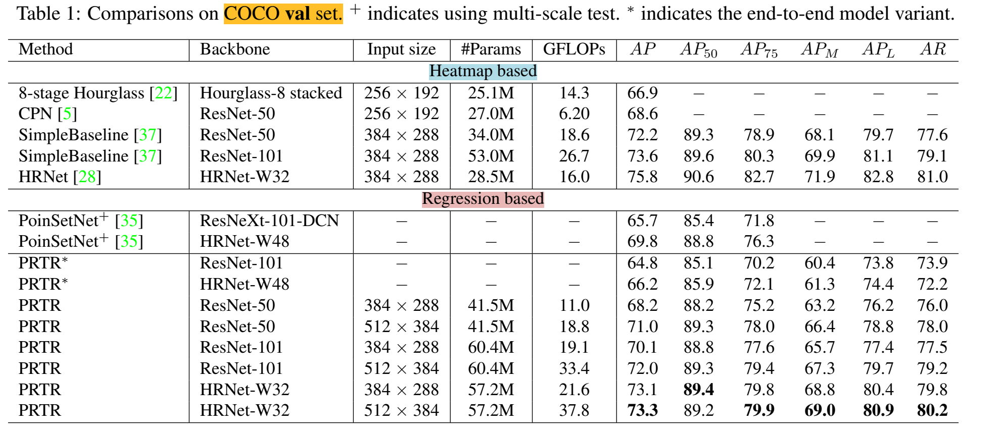 Table 1: Comparisons on COCO val set. + indicates using multi-scale test. * indicates the end-to-end model variant.
Method Backbone Input size #Params GFLOPs AP AP50 AP75 APM APL AR
Heatmap based
8-stage Hourglass [22] Hourglass-8 stacked 256 × 192 25.1M 14.3 66.9 – – – – –
CPN [5] ResNet-50 256 × 192 27.0M 6.20 68.6 – – – – –
SimpleBaseline [37] ResNet-50 384 × 288 34.0M 18.6 72.2 89.3 78.9 68.1 79.7 77.6
SimpleBaseline [37] ResNet-101 384 × 288 53.0M 26.7 73.6 89.6 80.3 69.9 81.1 79.1
HRNet [28] HRNet-W32 384 × 288 28.5M 16.0 75.8 90.6 82.7 71.9 82.8 81.0
Regression based
PoinSetNet+ [35] ResNeXt-101-DCN – – – 65.7 85.4 71.8 – – –
PoinSetNet+ [35] HRNet-W48 – – – 69.8 88.8 76.3 – – –
PRTR* ResNet-101 – – – 64.8 85.1 70.2 60.4 73.8 73.9
PRTR* HRNet-W48 – – – 66.2 85.9 72.1 61.3 74.4 72.2
PRTR ResNet-50 384 × 288 41.5M 11.0 68.2 88.2 75.2 63.2 76.2 76.0
PRTR ResNet-50 512 × 384 41.5M 18.8 71.0 89.3 78.0 66.4 78.8 78.0
PRTR ResNet-101 384 × 288 60.4M 19.1 70.1 88.8 77.6 65.7 77.4 77.5
PRTR ResNet-101 512 × 384 60.4M 33.4 72.0 89.3 79.4 67.3 79.7 79.2
PRTR HRNet-W32 384 × 288 57.2M 21.6 73.1 89.4 79.8 68.8 80.4 79.8
PRTR HRNet-W32 512 × 384 57.2M 37.8 73.3 89.2 79.9 69.0 80.9 80.2